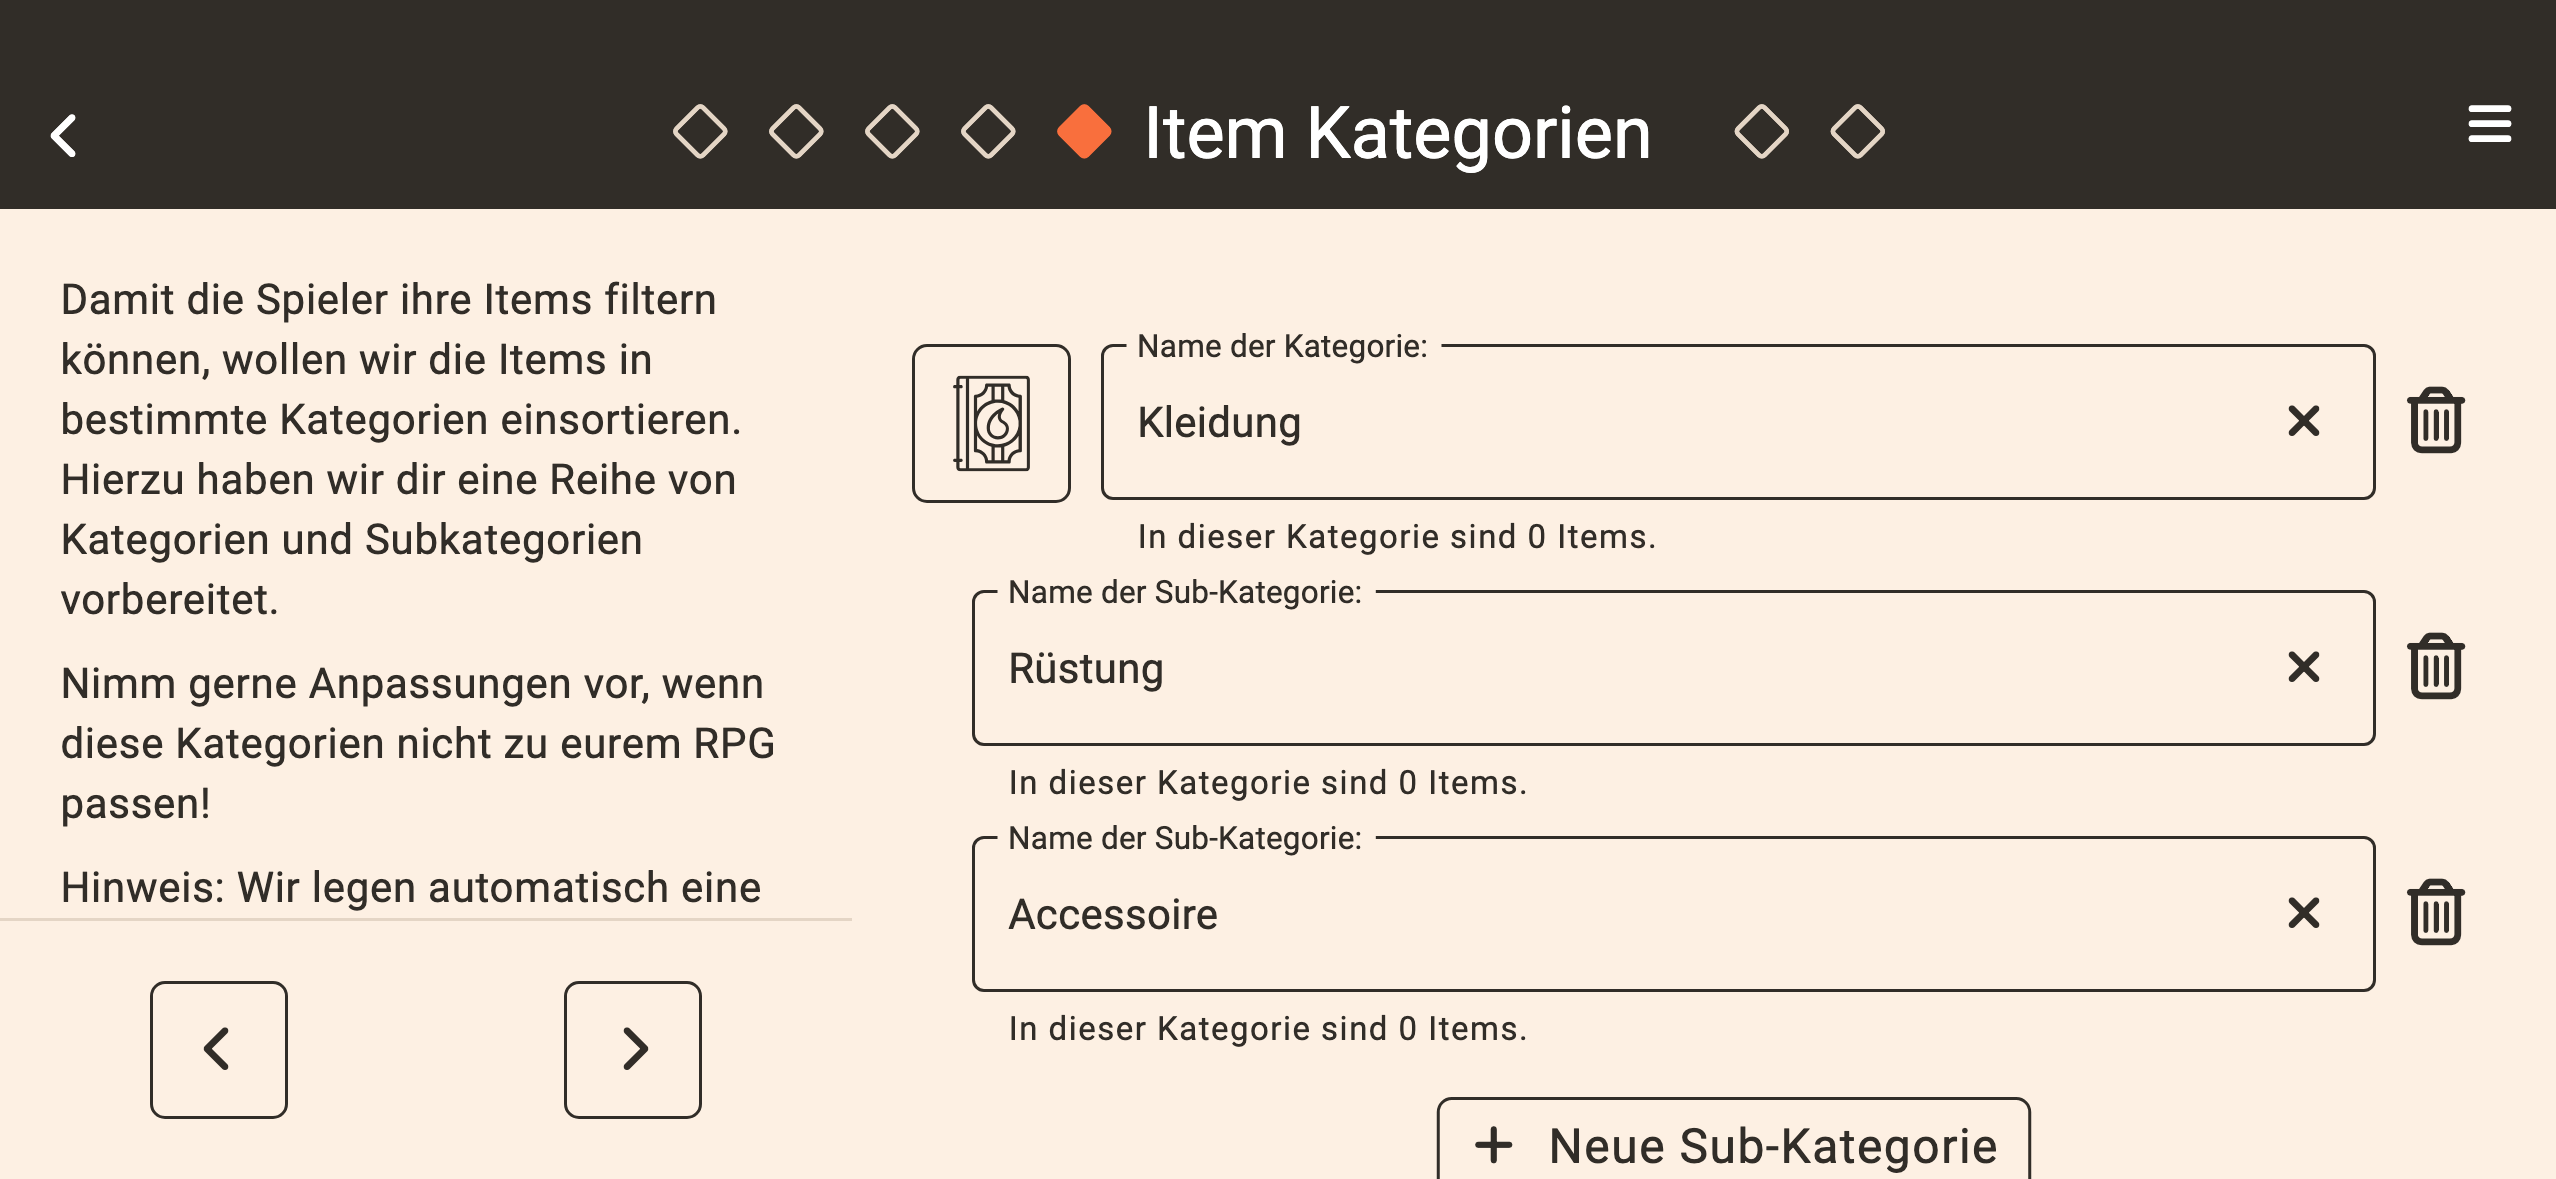 Item Kategorien
Damit die Spieler ihre Items filtern
können, wollen wir die Items in
bestimmte Kategorien einsortieren.
Hierzu haben wir dir eine Reihe von
Kategorien und Subkategorien
vorbereitet.
Nimm gerne Anpassungen vor, wenn
diese Kategorien nicht zu eurem RPG
passen!
Hinweis: Wir legen automatisch eine
Name der Kategorie:
Kleidung
In dieser Kategorie sind 0 Items.
Name der Sub-Kategorie:
Rüstung
In dieser Kategorie sind 0 Items.
Name der Sub-Kategorie:
Accessoire
In dieser Kategorie sind 0 Items.
Neue Sub-Kategorie